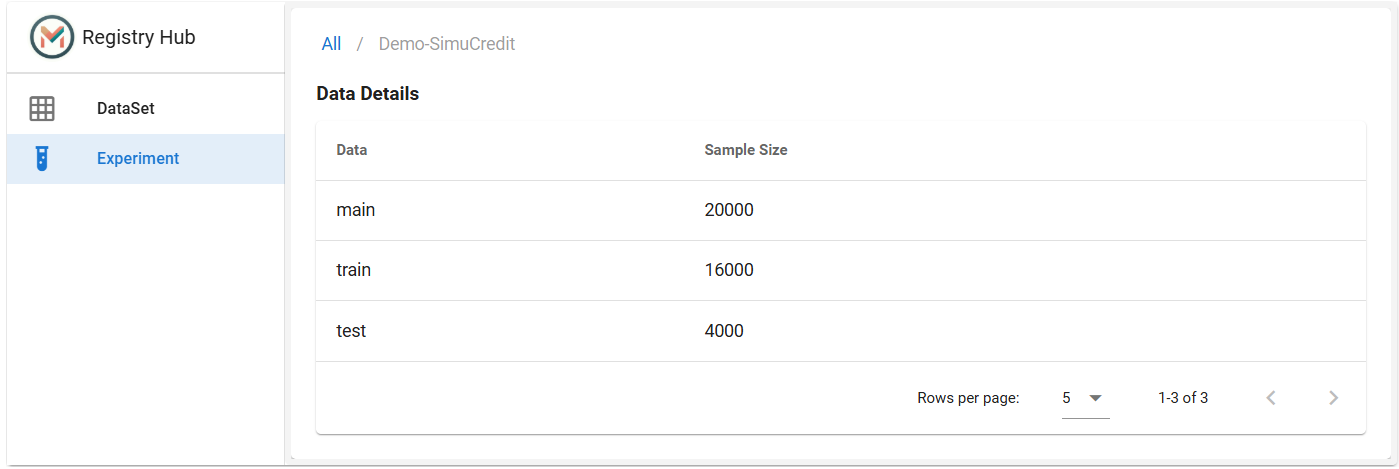 Registry Hub
DataSet
Experiment
All / Demo-SimuCredit
Data Details
Data Sample Size
main 20000
train 16000
test 4000
Rows per page: 5 1-3 of 3